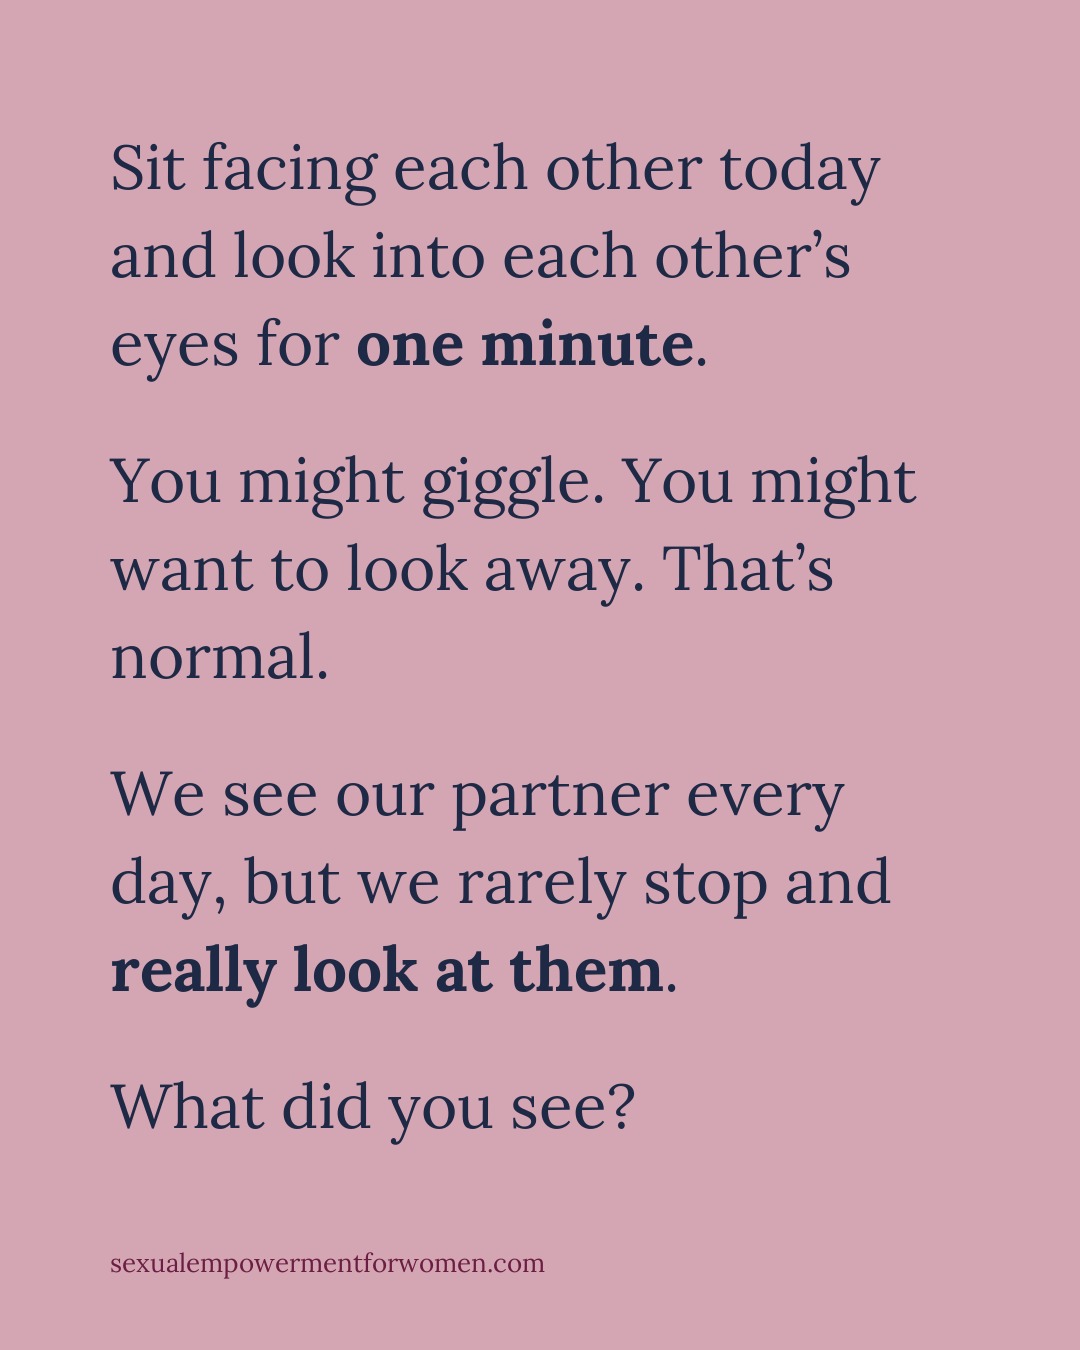 Sit facing each other today
and look into each other’s
eyes for one minute.
You might giggle. You might
want to look away. That’s
normal.
We see our partner every
day, but we rarely stop and
really look at them.
What did you see?
sexualempowermentforwomen.com